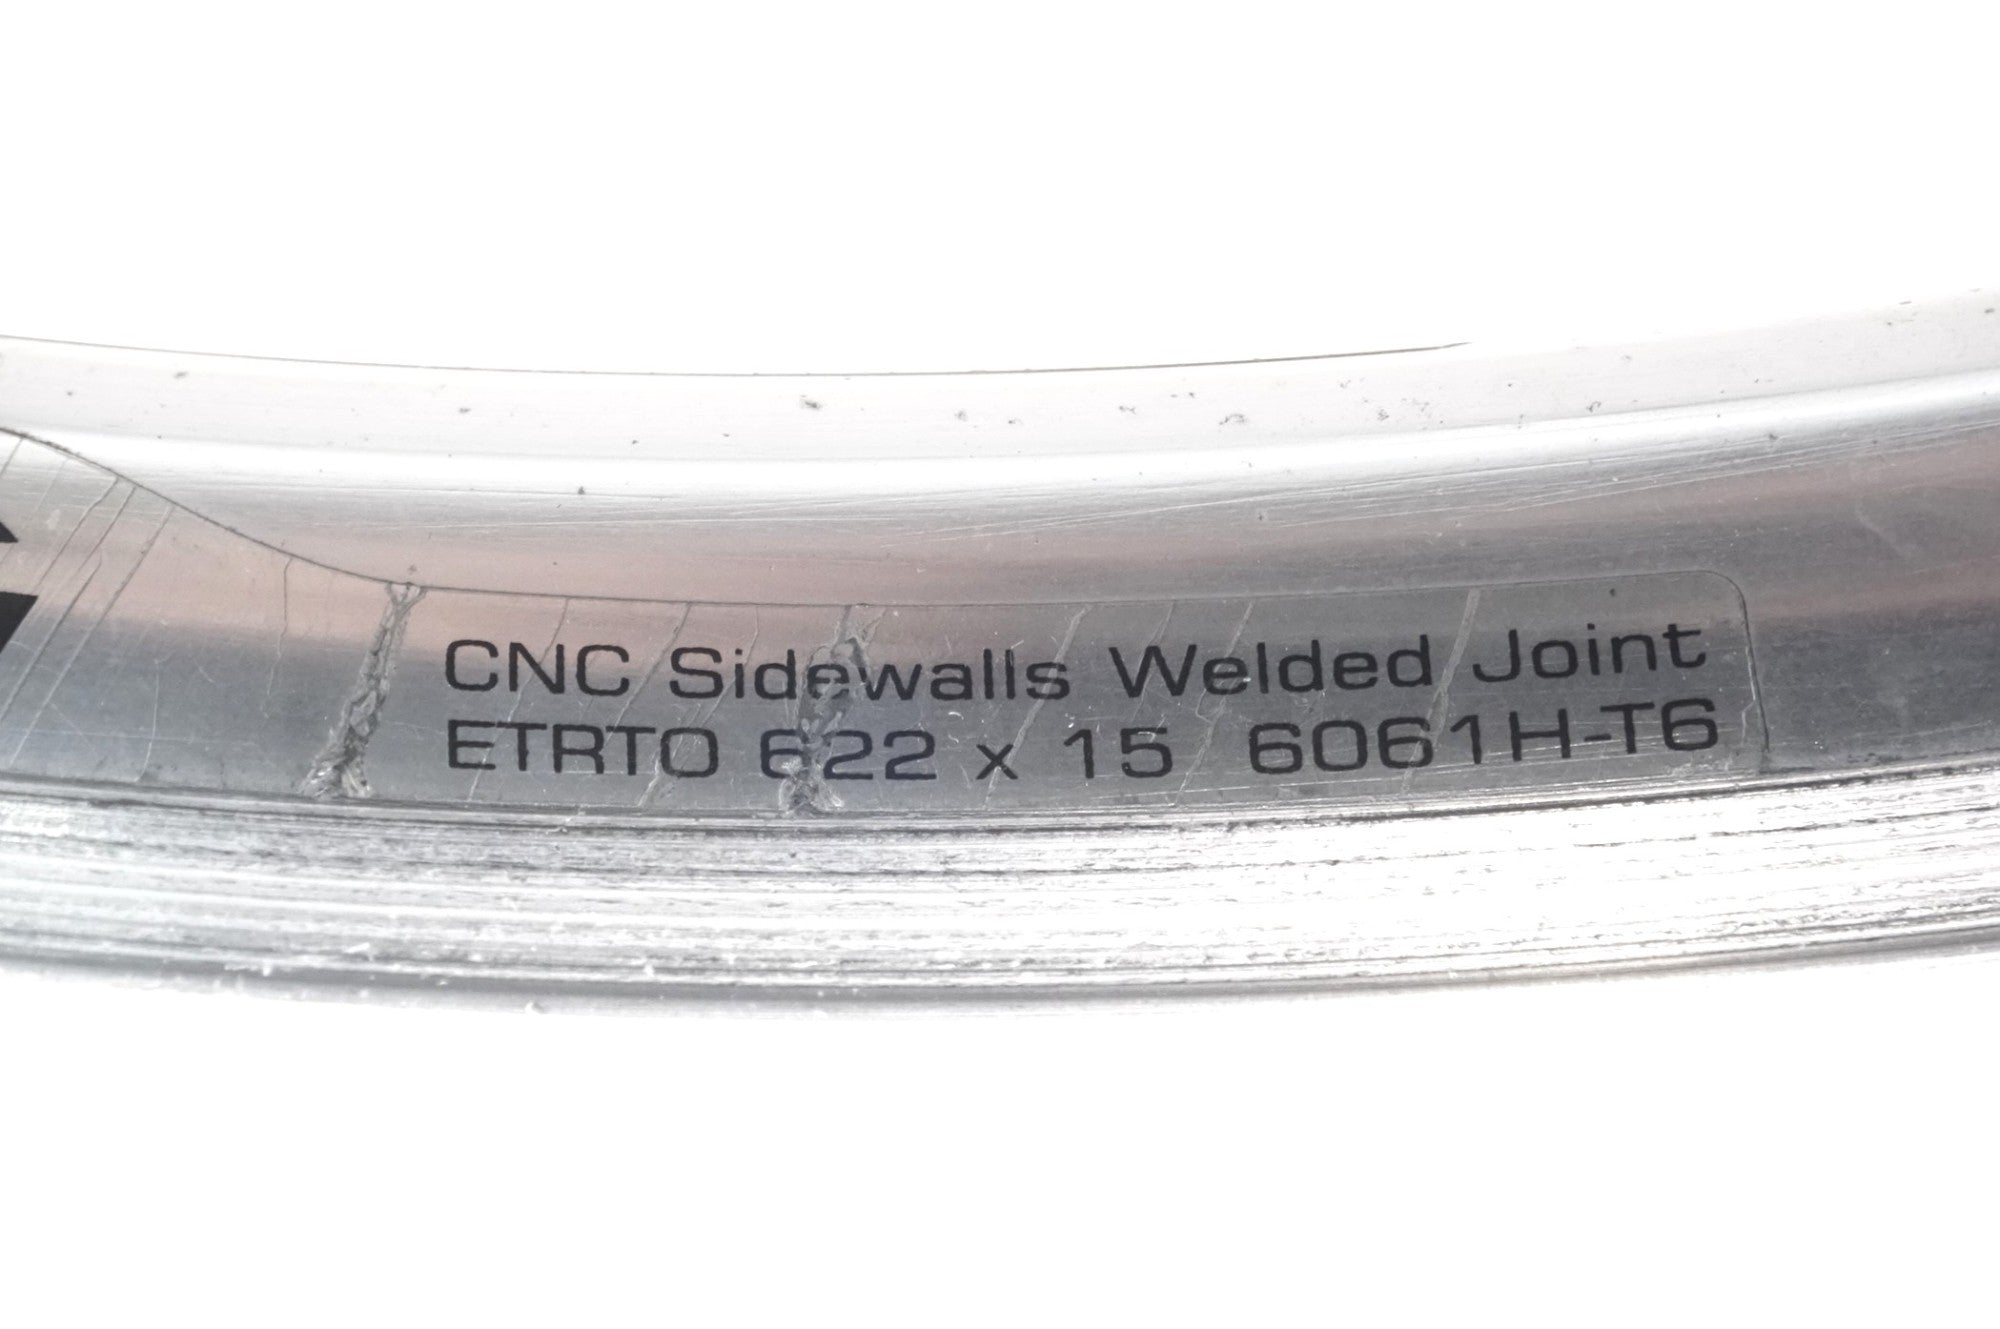 CNC Sidewalls Welded Joint
ETRTO 622 x 15 6061H-T6